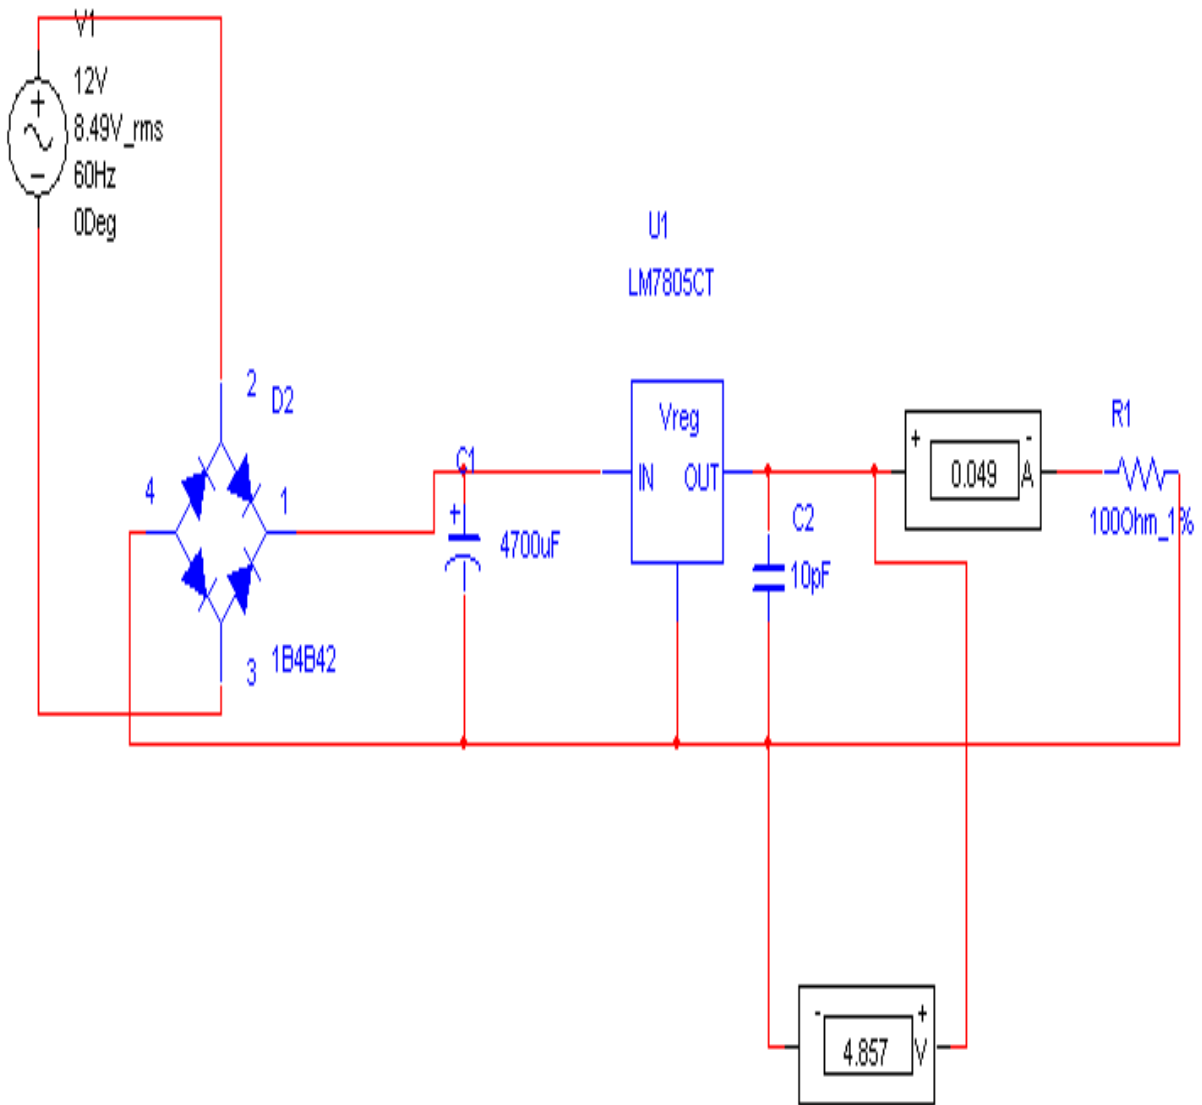 V1
12V
8.49V_rms
60Hz
0Deg
U1
LM7805CT
2
D2
4
1
3
1B4B42
C1
+
4700uF
Vreg
IN OUT
C2
10pF
+ -
0.049 A
R1
100Ohm_1%
- +
4.857 V